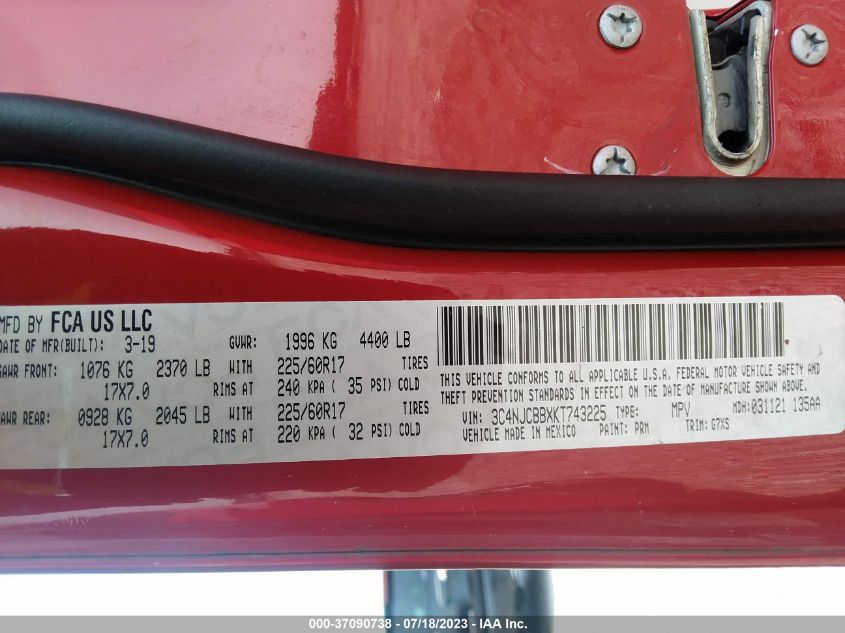 MFD BY FCA US LLC
DATE OF MFR(BUILT): 3-19 GVWR: 1996 KG 4400 LB
GAWR FRONT: 1076 KG 2370 LB WITH 225/60R17 TIRES
17X7.0 RIMS AT 240 KPA ( 35 PSI) COLD
GAWR REAR: 0928 KG 2045 LB WITH 225/60R17 TIRES
17X7.0 RIMS AT 220 KPA ( 32 PSI) COLD
THIS VEHICLE CONFORMS TO ALL APPLICABLE U.S.A. FEDERAL MOTOR VEHICLE SAFETY AND
THEFT PREVENTION STANDARDS IN EFFECT ON THE DATE OF MANUFACTURE SHOWN ABOVE.
VIN: 3C4NJCBBXKT743225 TYPE: MPV MDH: 031121 135AA
VEHICLE MADE IN MEXICO PAINT: PRM TRIM: G7XS
000-37090738 - 07/18/2023 - IAA Inc.